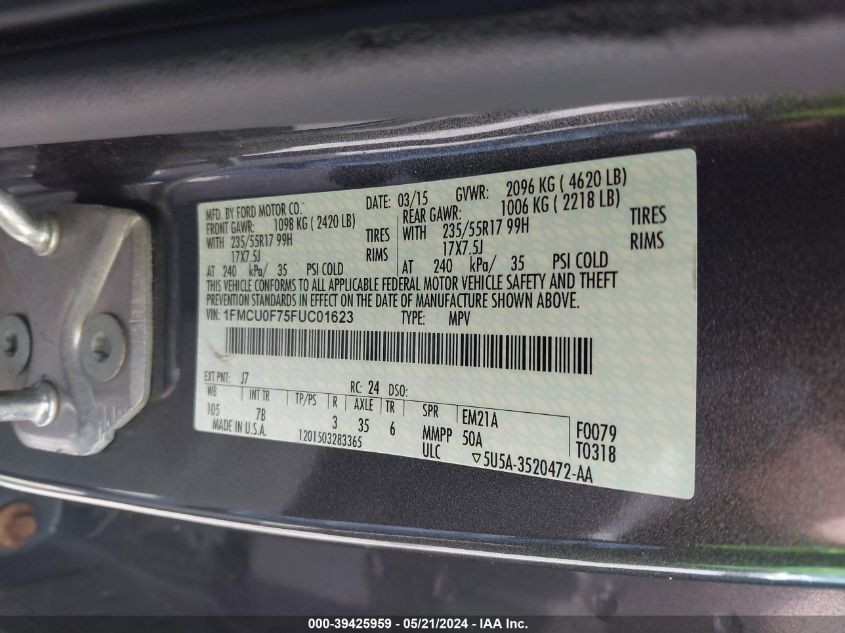 MFD. BY FORD MOTOR CO. DATE: 03/15 GVWR: 2096 KG ( 4620 LB)
FRONT GAWR: 1098 KG ( 2420 LB) REAR GAWR: 1006 KG ( 2218 LB)
WITH 235/55R17 99H TIRES WITH 235/55R17 99H TIRES
17X7.5J RIMS 17X7.5J RIMS
AT 240 kPa/ 35 PSI COLD AT 240 kPa/ 35 PSI COLD
THIS VEHICLE CONFORMS TO ALL APPLICABLE FEDERAL MOTOR VEHICLE SAFETY AND THEFT
PREVENTION STANDARDS IN EFFECT ON THE DATE OF MANUFACTURE SHOWN ABOVE.
VIN: 1FMCU0F75FUC01623 TYPE: MPV
EXT PNT: J7 RC: 24 DSO:
WB INT TR TP/PS R AXLE TR SPR EM21A F0079
105 7B 3 35 6 MMPP 50A T0318
MADE IN U.S.A. 1201503283365 ULC ▽5U5A-3520472-AA
000-39425959 - 05/21/2024 - IAA Inc.